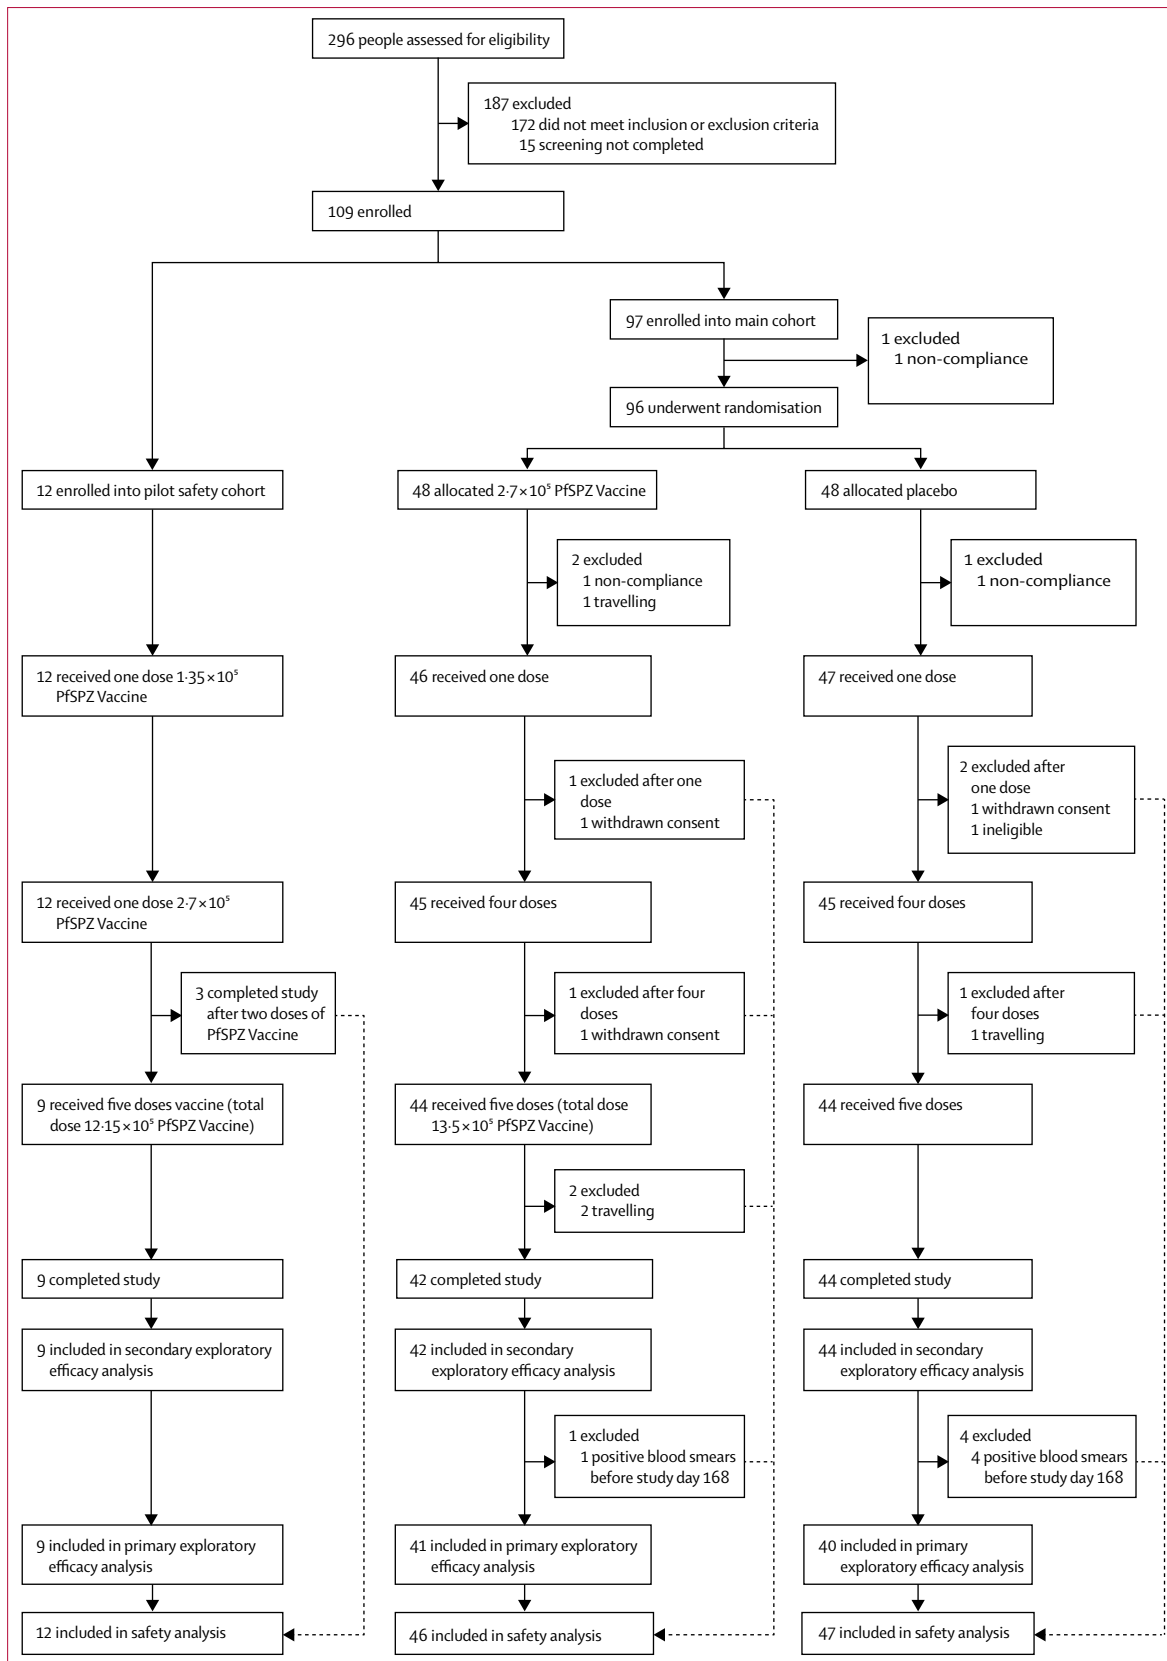 296 people assessed for eligibility
187 excluded
172 did not meet inclusion or exclusion criteria
15 screening not completed
109 enrolled
97 enrolled into main cohort
1 excluded
1 non-compliance
96 underwent randomisation
12 enrolled into pilot safety cohort
48 allocated 2·7×10⁵ PfSPZ Vaccine
48 allocated placebo
2 excluded
1 non-compliance
1 travelling
1 excluded
1 non-compliance
12 received one dose 1·35×10⁵
PfSPZ Vaccine
46 received one dose
47 received one dose
1 excluded after one
dose
1 withdrawn consent
2 excluded after
one dose
1 withdrawn consent
1 ineligible
12 received one dose 2·7×10⁵
PfSPZ Vaccine
45 received four doses
45 received four doses
3 completed study
after two doses of
PfSPZ Vaccine
1 excluded after four
doses
1 withdrawn consent
1 excluded after
four doses
1 travelling
9 received five doses vaccine (total
dose 12·15×10⁵ PfSPZ Vaccine)
44 received five doses (total dose
13·5×10⁵ PfSPZ Vaccine)
44 received five doses
2 excluded
2 travelling
9 completed study
42 completed study
44 completed study
9 included in secondary exploratory
efficacy analysis
42 included in secondary
exploratory efficacy analysis
44 included in secondary
exploratory efficacy analysis
1 excluded
1 positive blood smears
before study day 168
4 excluded
4 positive blood smears
before study day 168
9 included in primary exploratory
efficacy analysis
41 included in primary exploratory
efficacy analysis
40 included in primary
exploratory efficacy analysis
12 included in safety analysis
46 included in safety analysis
47 included in safety analysis